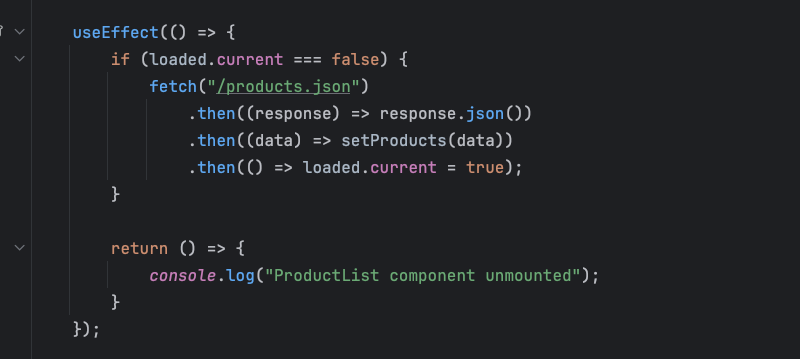 useEffect(() => {
    if (loaded.current === false) {
        fetch("/products.json")
            .then((response) => response.json())
            .then((data) => setProducts(data))
            .then(() => loaded.current = true);
    }

    return () => {
        console.log("ProductList component unmounted");
    }
});